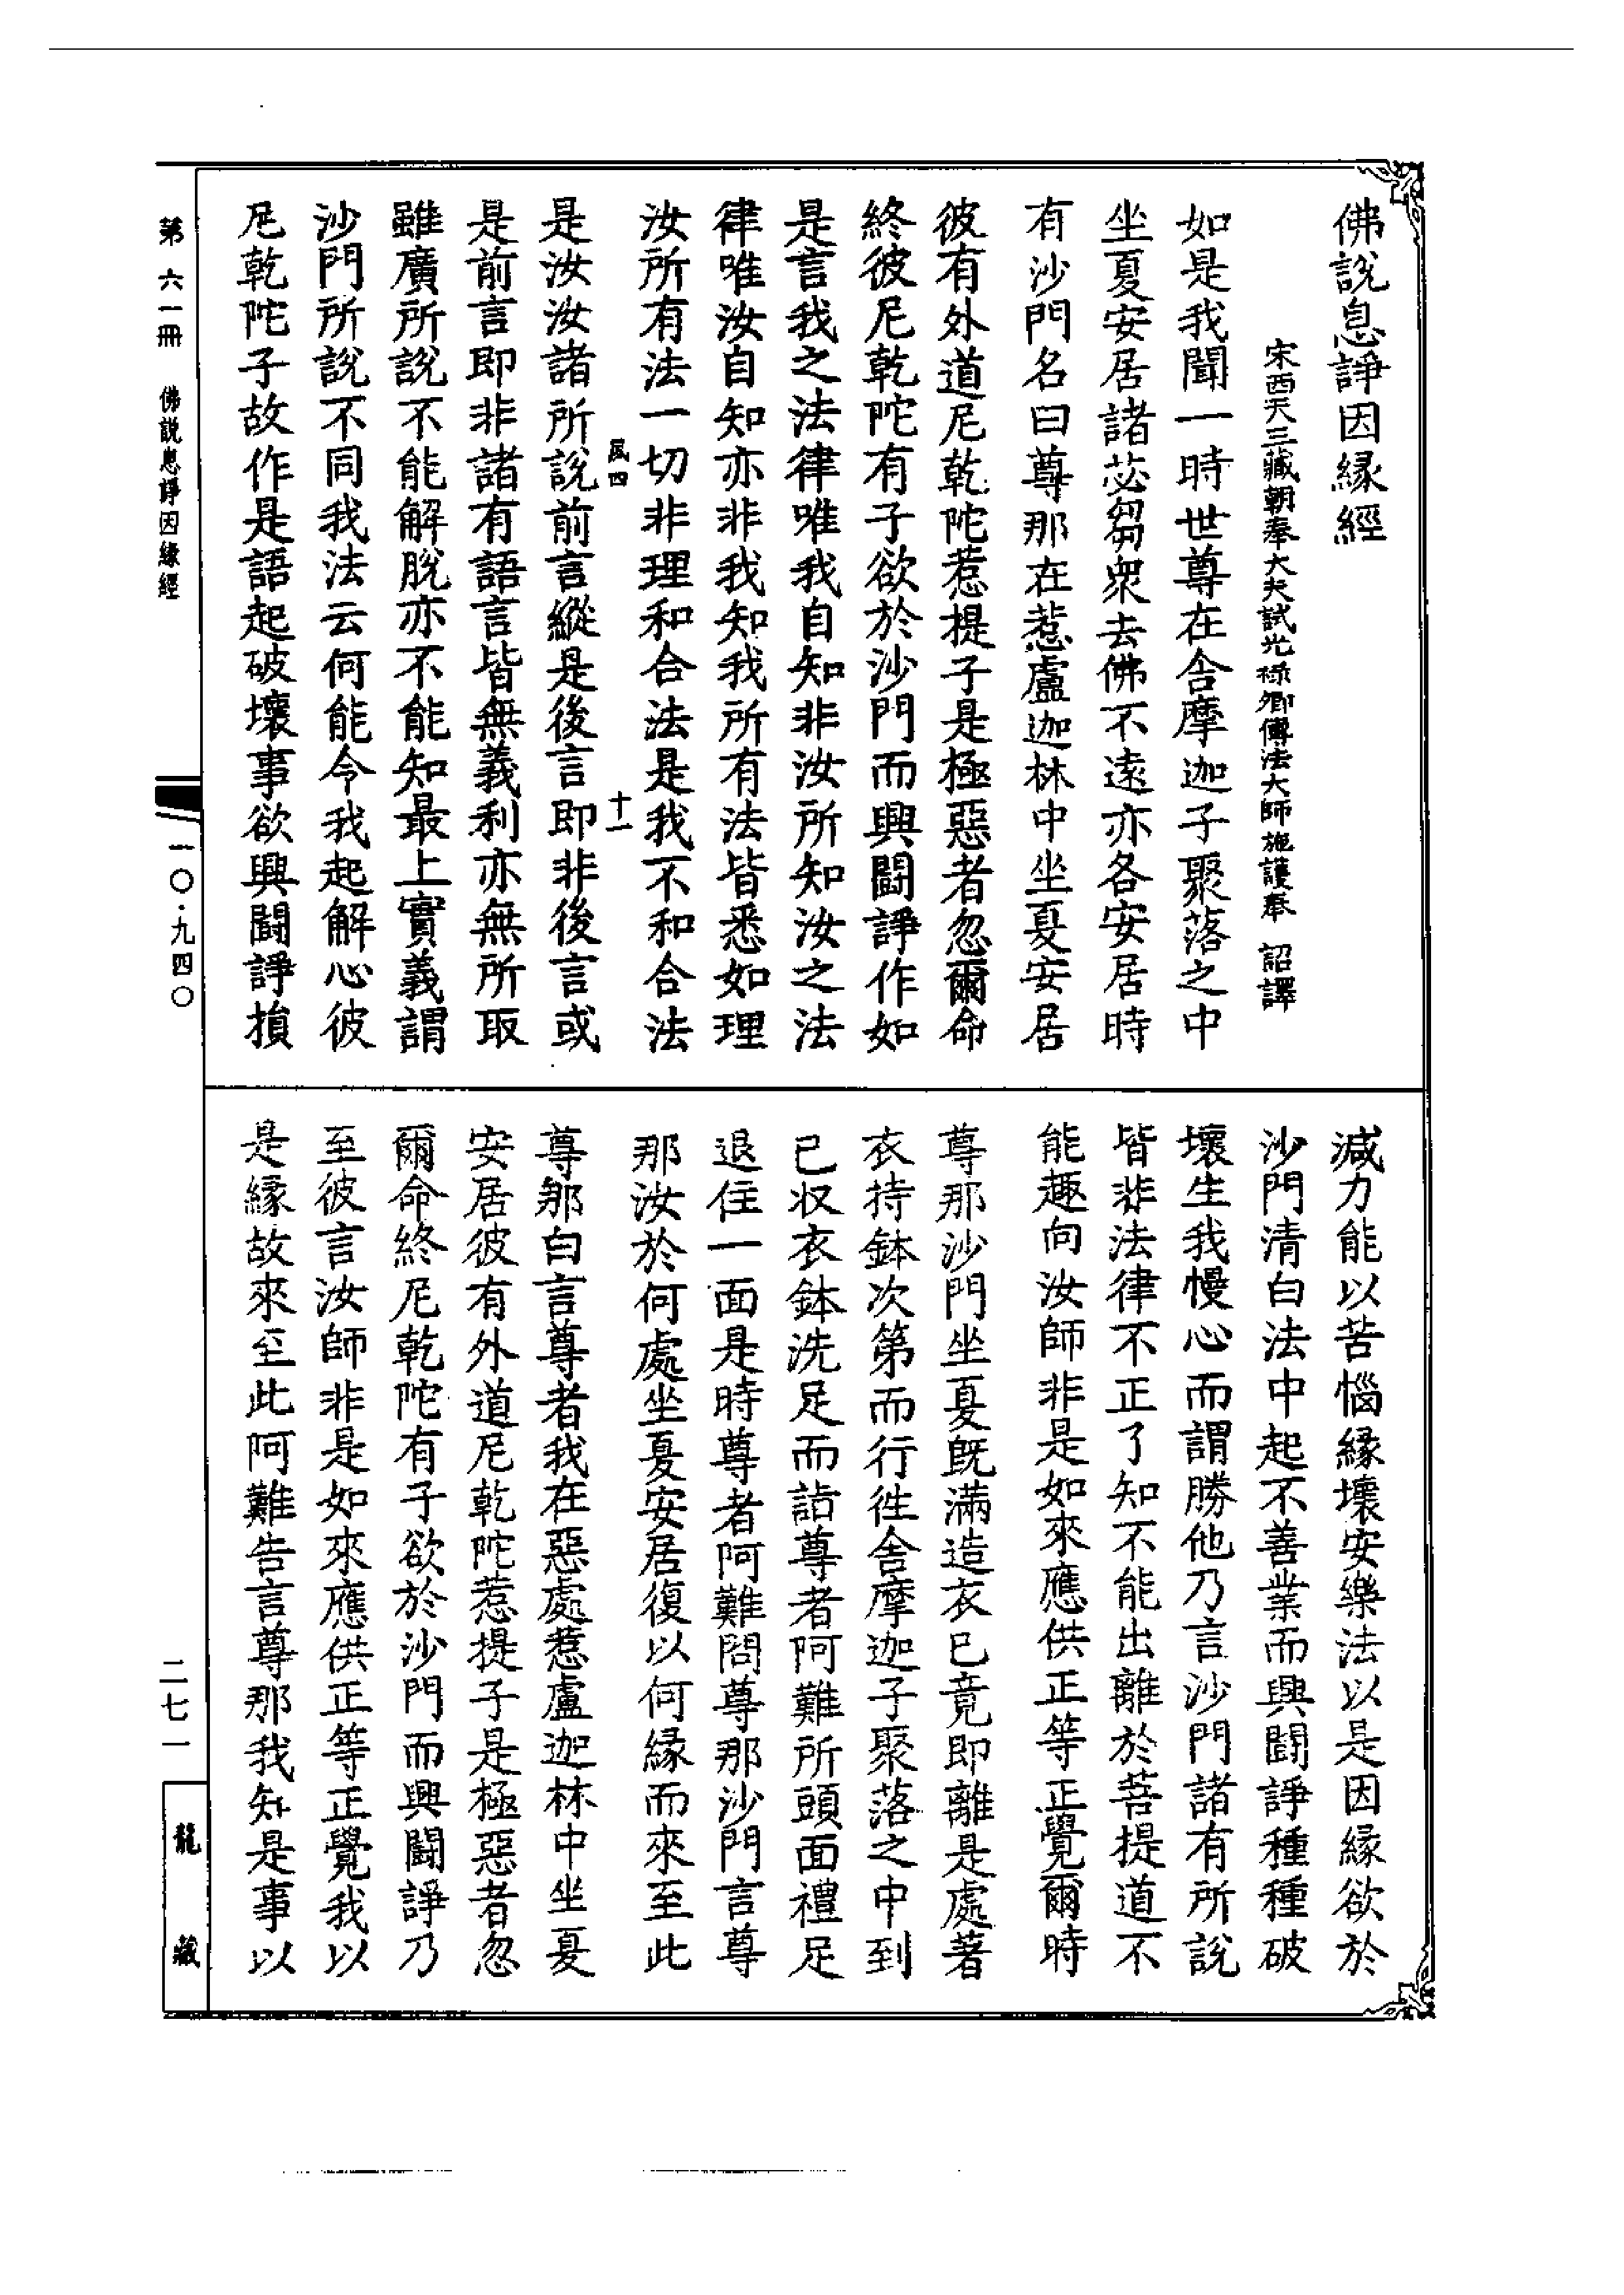 佛說息諍因緣經
宋西天三藏朝奉大夫試光祿卿傳法大師施護奉　詔譯
如是我聞一時世尊在舍摩迦子聚落之中
坐夏安居諸苾芻衆去佛不遠亦各安居時
有沙門名曰尊那在惹盧迦林中坐夏安居
彼有外道尼乾陀惹提子是極惡者忽爾命
終彼尼乾陀有子欲於沙門而興鬬諍作如
是言我之法律唯我自知非汝所知汝之法
律唯汝自知亦非我知我所有法皆悉如理
汝所有法一切非理和合法是我不和合法
夙四　十一
是汝汝諸所說前言縱是後言即非後言或
是前言即非諸有語言皆無義利亦無所取
雖廣所說不能解脫亦不能知最上實義謂
沙門所說不同我法云何能令我起解心彼
尼乾陀子故作是語起破壞事欲興鬬諍損
減力能以苦惱緣壞安樂法以是因緣欲於
沙門清白法中起不善業而興鬬諍種種破
壞生我慢心而謂勝他乃言沙門諸有所說
皆非法律不正了知不能出離於菩提道不
能趣向汝師非是如來應供正等正覺爾時
尊那沙門坐夏旣滿造衣已竟即離是處著
衣持鉢次第而行徃舍摩迦子聚落之中到
已收衣鉢洗足而詣尊者阿難所頭面禮足
退住一面是時尊者阿難問尊那沙門言尊
那汝於何處坐夏安居復以何緣而來至此
尊那白言尊者我在惡處惹盧迦林中坐夏
安居彼有外道尼乾陀惹提子是極惡者忽
爾命終尼乾陀有子欲於沙門而興鬬諍乃
至彼言汝師非是如來應供正等正覺我以
是緣故來至此阿難告言尊那我知是事以
第六一冊　佛說息諍因緣經
一〇·九四〇
二七一
龍藏